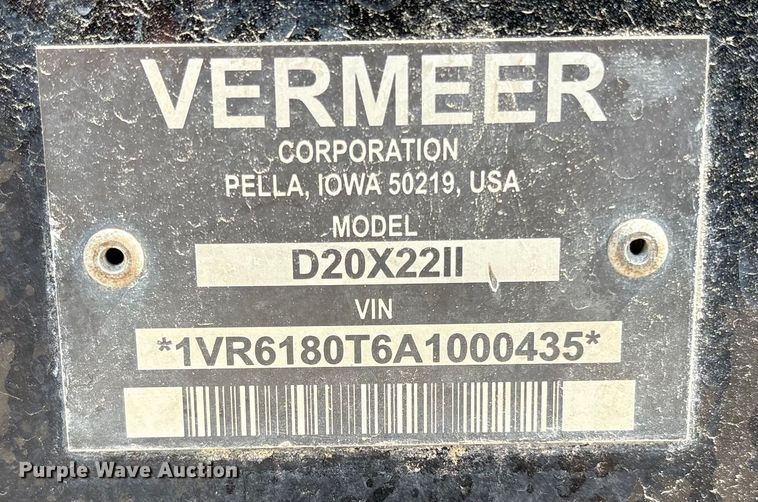 VERMEER
CORPORATION
PELLA, IOWA 50219, USA
MODEL
D20X22II
VIN
*1VR6180T6A1000435*
Purple Wave Auction